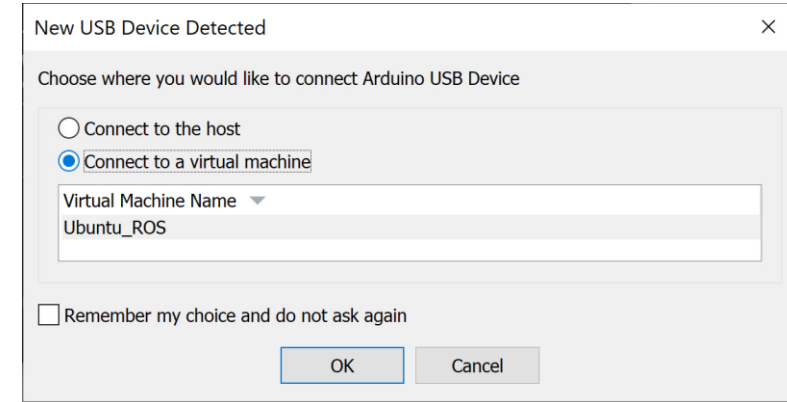 New USB Device Detected
Choose where you would like to connect Arduino USB Device
Connect to the host
Connect to a virtual machine
Virtual Machine Name
Ubuntu_ROS
Remember my choice and do not ask again
OK Cancel